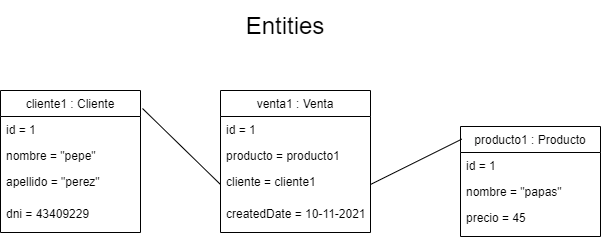 Entities
cliente1 : Cliente
id = 1
nombre = "pepe"
apellido = "perez"
dni = 43409229
venta1 : Venta
id = 1
producto = producto1
cliente = cliente1
createdDate = 10-11-2021
producto1 : Producto
id = 1
nombre = "papas"
precio = 45